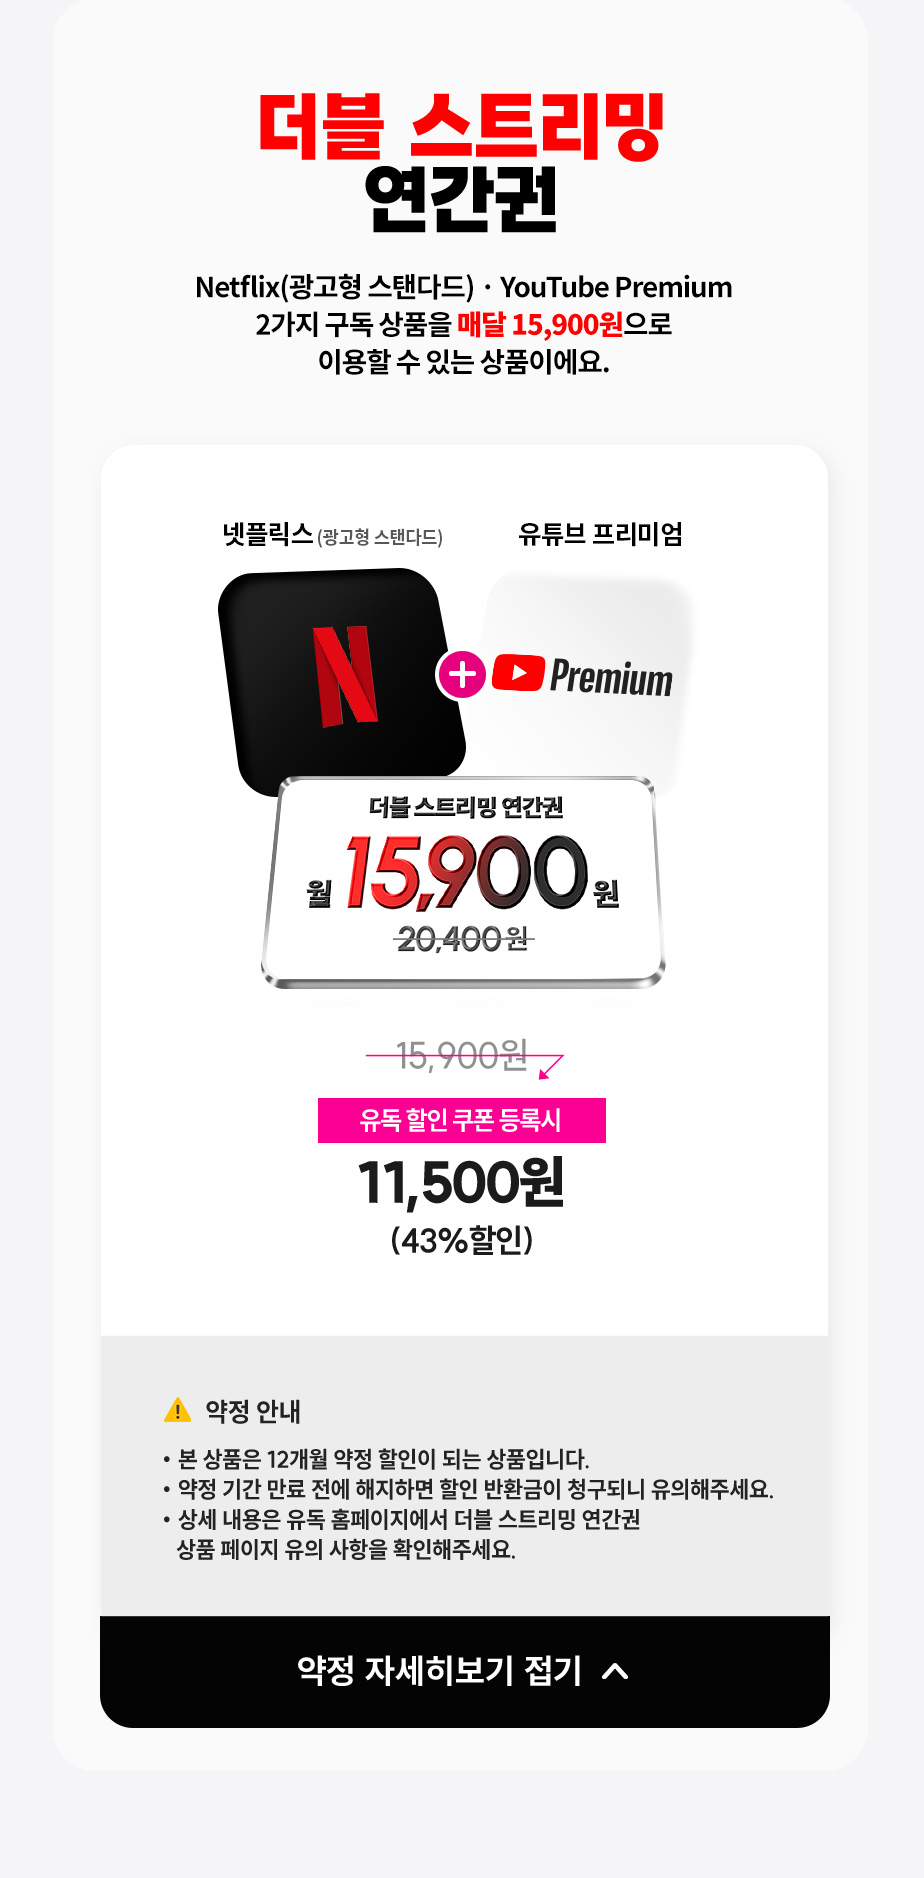 더블 스트리밍
연간권
Netflix(광고형 스탠다드) · YouTube Premium
2가지 구독 상품을 매달 15,900원으로
이용할 수 있는 상품이에요.
넷플릭스 (광고형 스탠다드)
유튜브 프리미엄
N
+
Premium
더블 스트리밍 연간권
월 15,900 원
20,400 원
15,900원
유독 할인 쿠폰 등록시
11,500원
(43%할인)
약정 안내
• 본 상품은 12개월 약정 할인이 되는 상품입니다.
• 약정 기간 만료 전에 해지하면 할인 반환금이 청구되니 유의해주세요.
• 상세 내용은 유독 홈페이지에서 더블 스트리밍 연간권
상품 페이지 유의 사항을 확인해주세요.
약정 자세히보기 접기